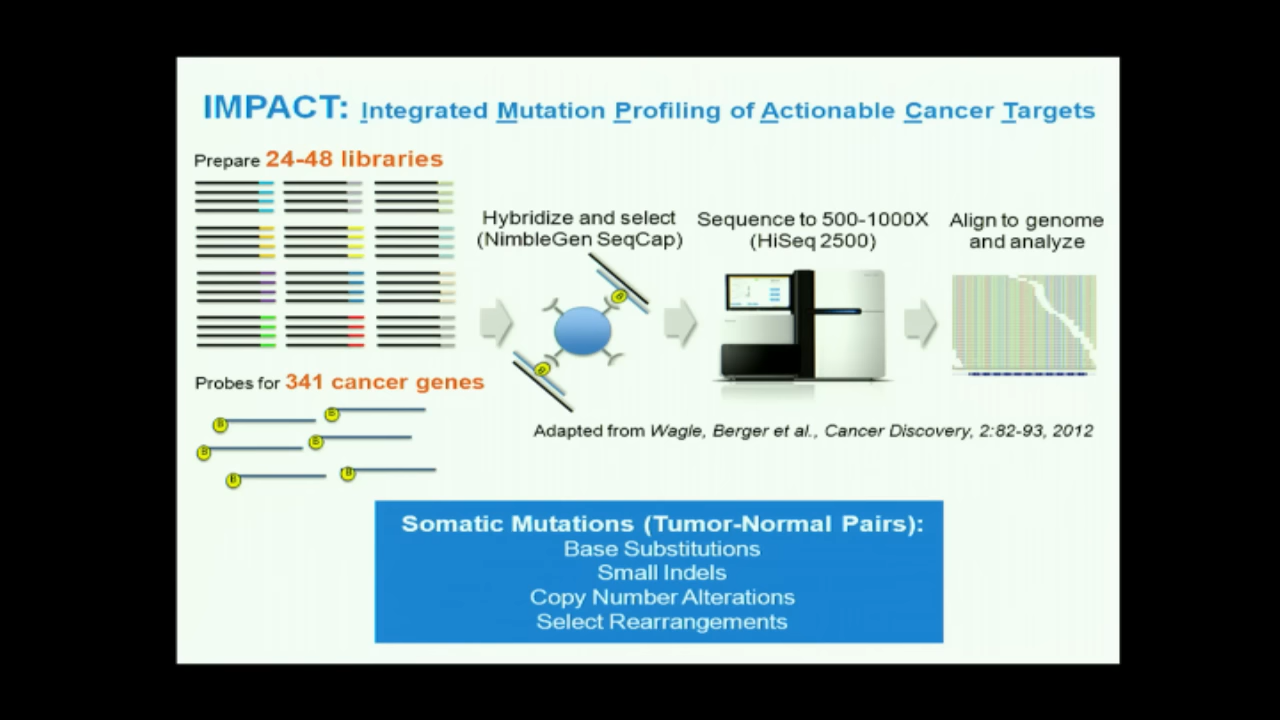 IMPACT: Integrated Mutation Profiling of Actionable Cancer Targets
Prepare 24-48 libraries
Hybridize and select
(NimbleGen SeqCap)
Sequence to 500-1000X
(HiSeq 2500)
Align to genome
and analyze
B
B
Probes for 341 cancer genes
B
B
B
B
B
B
Adapted from Wagle, Berger et al., Cancer Discovery, 2:82-93, 2012
Somatic Mutations (Tumor-Normal Pairs):
Base Substitutions
Small Indels
Copy Number Alterations
Select Rearrangements